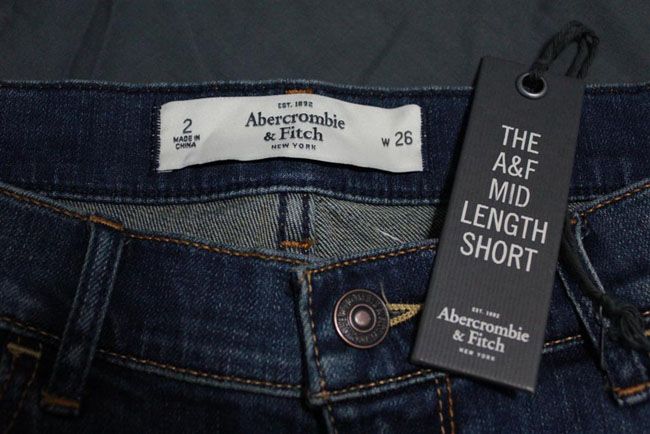 EST. 1892
Abercrombie
& Fitch
NEW YORK
2
MADE IN
CHINA
W 26
THE
A&F
MID
LENGTH
SHORT
EST. 1892
Abercrombie
& Fitch
NEW YORK